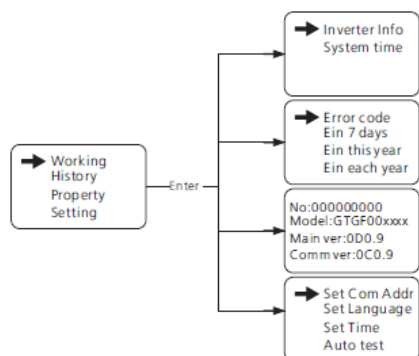 Inverter Info
System time
Error code
Ein 7 days
Ein this year
Ein each year
Working
History
Property
Setting
Enter
No:000000000
Model:GTGF00xxxx
Main ver:0D0.9
Comm ver:0C0.9
Set Com Addr
Set Language
Set Time
Auto test